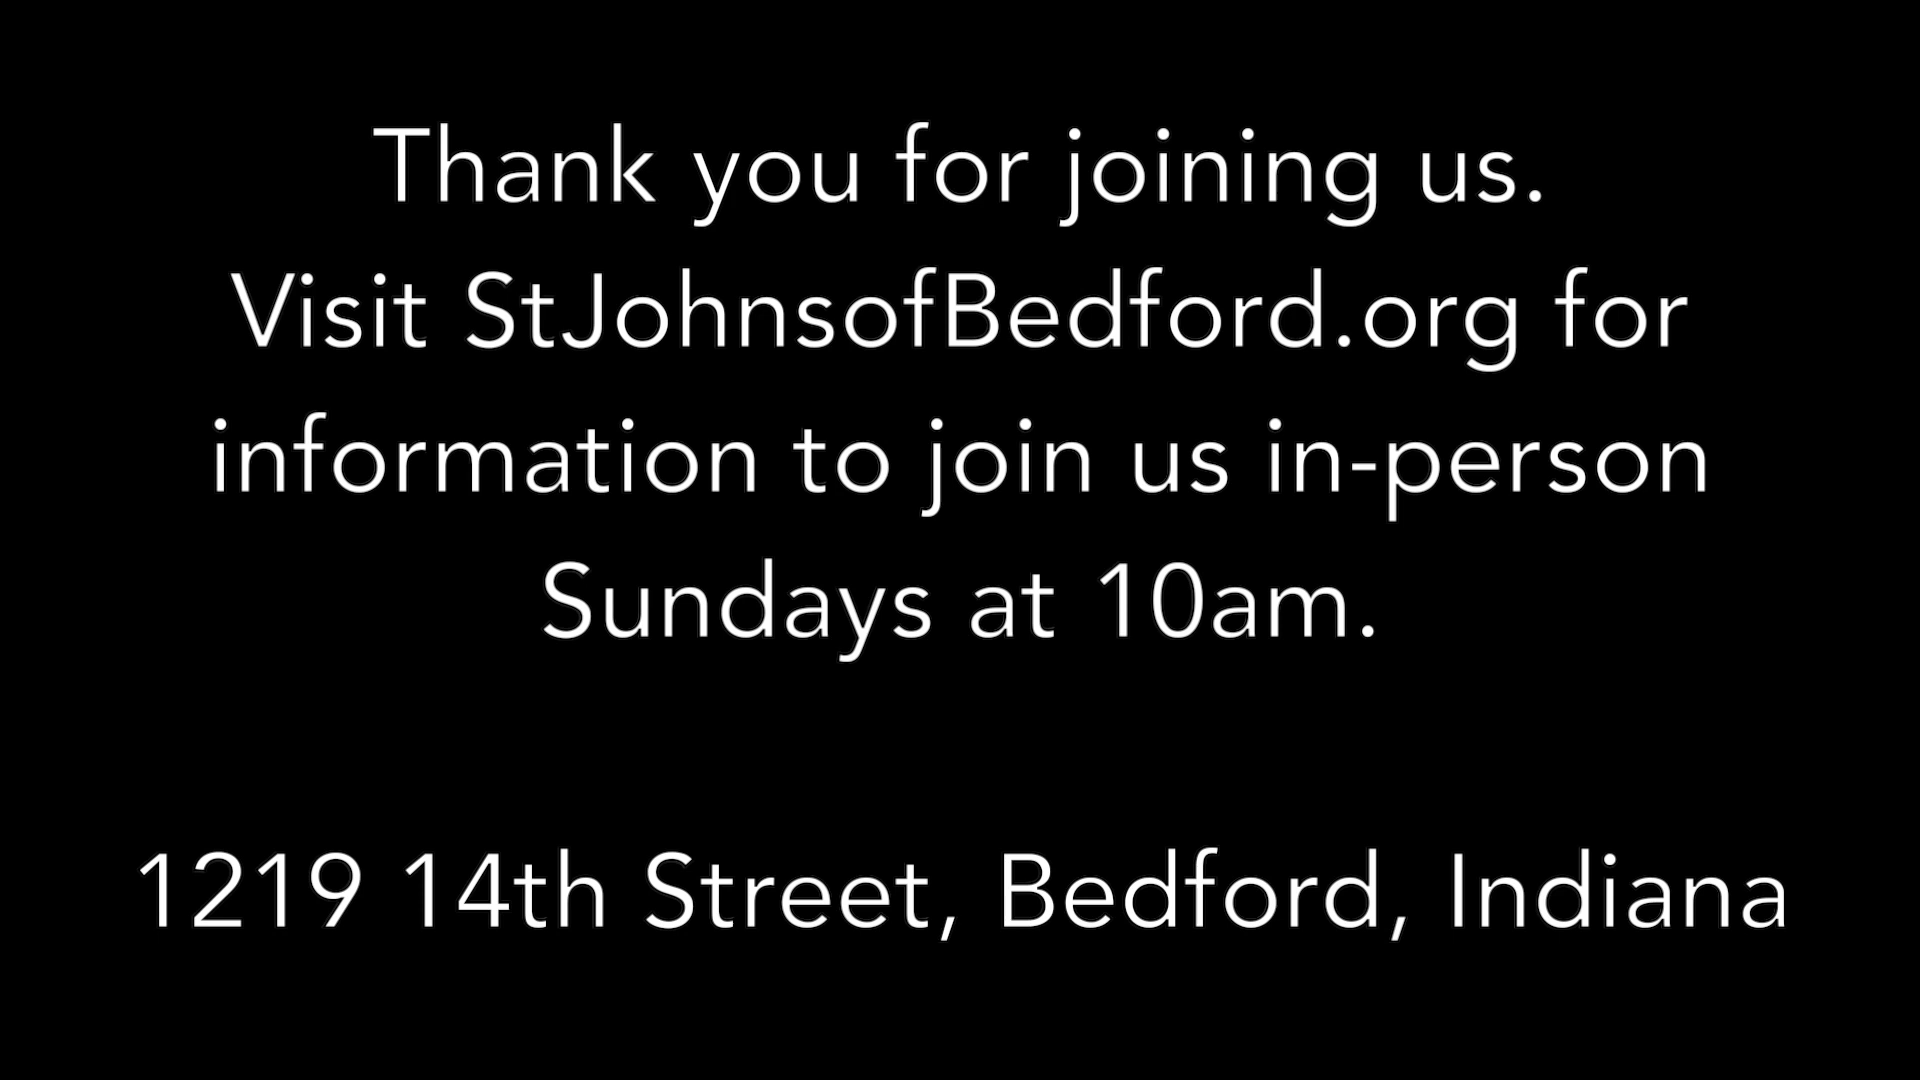 Thank you for joining us.
Visit StJohnsofBedford.org for
information to join us in-person
Sundays at 10am.
1219 14th Street, Bedford, Indiana